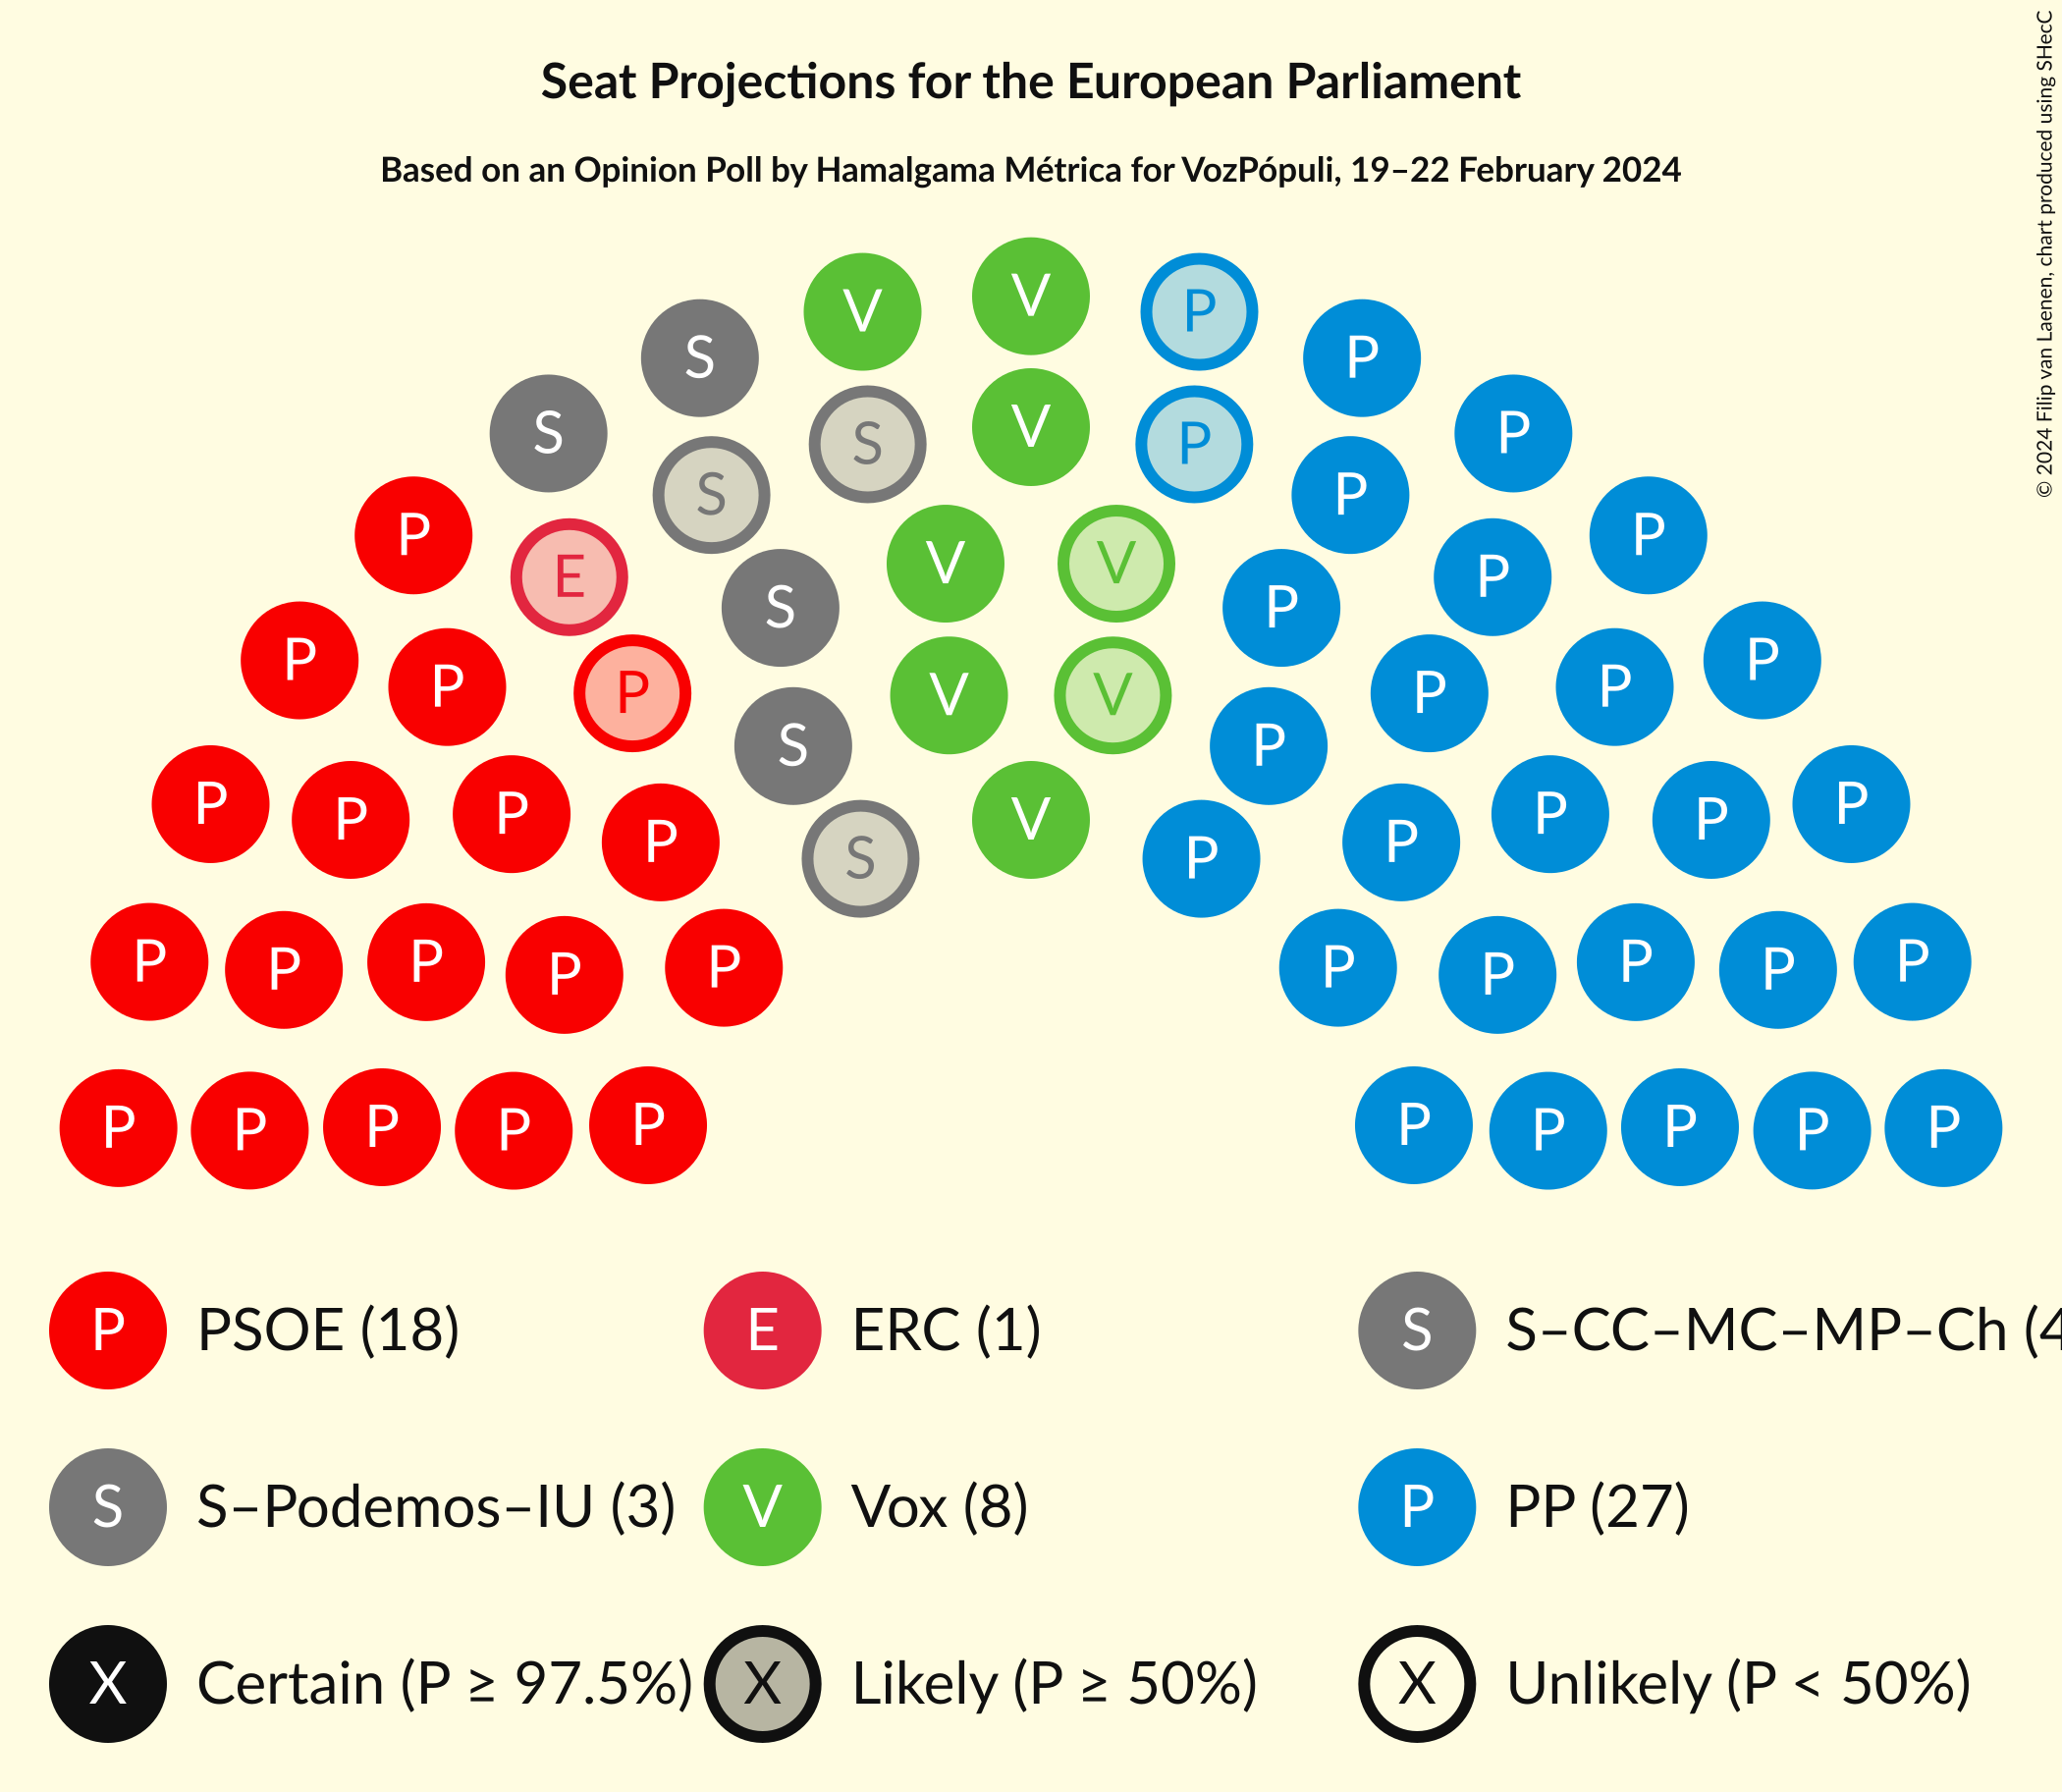 Seat Projections for the European Parliament
Based on an Opinion Poll by Hamalgama Métrica for VozPópuli, 19–22 February 2024
© 2024 Filip van Laenen, chart produced using SHecC
V V P P
S V P
S S V P P
P S S P P
E V V P
P P S P P
P P V V P P
P P S P P
P P P P P P
S V P
P P P P P P P P P P
P P P P P P P P P P
P PSOE (18)
E ERC (1)
S S–CC–MC–MP–Ch (4
S S–Podemos–IU (3)
V Vox (8)
P PP (27)
X Certain (P ≥ 97.5%)
X Likely (P ≥ 50%)
X Unlikely (P < 50%)